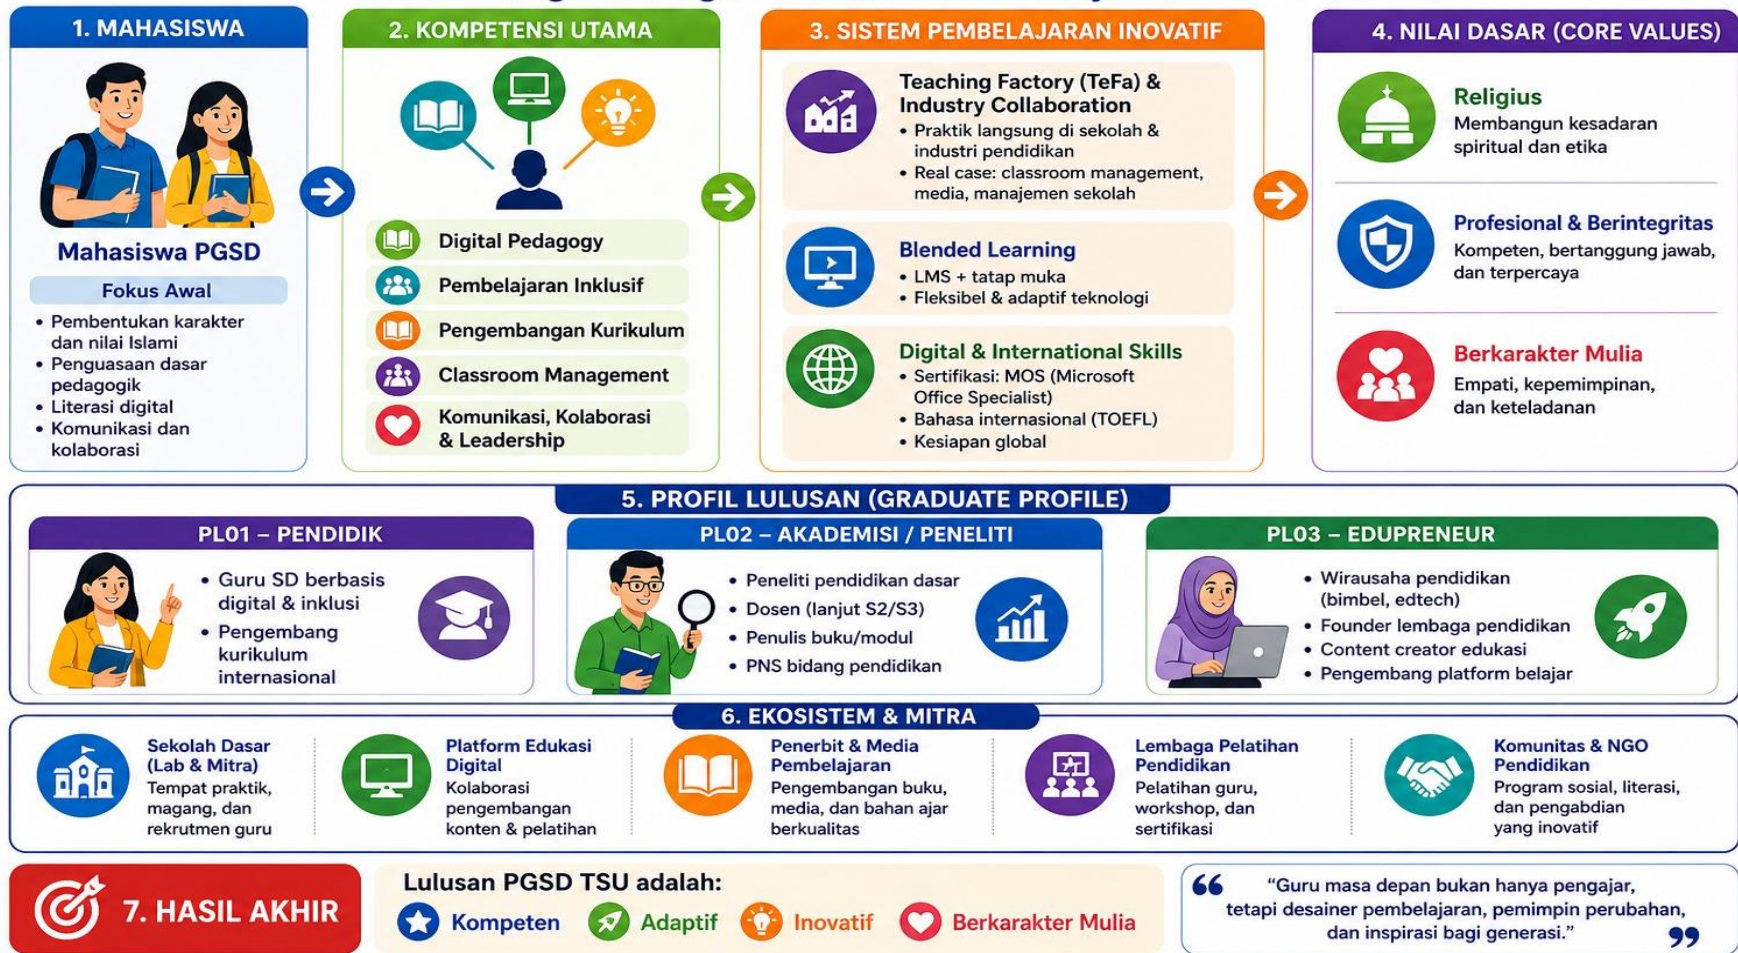 1. MAHASISWA
Mahasiswa PGSD
Fokus Awal
• Pembentukan karakter
dan nilai Islami
• Penguasaan dasar
pedagogik
• Literasi digital
• Komunikasi dan
kolaborasi
2. KOMPETENSI UTAMA
Digital Pedagogy
Pembelajaran Inklusif
Pengembangan Kurikulum
Classroom Management
Komunikasi, Kolaborasi
& Leadership
3. SISTEM PEMBELAJARAN INOVATIF
Teaching Factory (TeFa) &
Industry Collaboration
• Praktik langsung di sekolah &
industri pendidikan
• Real case: classroom management,
media, manajemen sekolah
Blended Learning
• LMS + tatap muka
• Fleksibel & adaptif teknologi
Digital & International Skills
• Sertifikasi: MOS (Microsoft
Office Specialist)
• Bahasa internasional (TOEFL)
• Kesiapan global
4. NILAI DASAR (CORE VALUES)
Religius
Membangun kesadaran
spiritual dan etika
Profesional & Berintegritas
Kompeten, bertanggung jawab,
dan terpercaya
Berkarakter Mulia
Empati, kepemimpinan,
dan keteladanan
5. PROFIL LULUSAN (GRADUATE PROFILE)
PL01 – PENDIDIK
• Guru SD berbasis
digital & inklusi
• Pengembang
kurikulum
internasional
PL02 – AKADEMISI / PENELITI
• Peneliti pendidikan dasar
• Dosen (lanjut S2/S3)
• Penulis buku/modul
• PNS bidang pendidikan
PL03 – EDUPRENEUR
• Wirausaha pendidikan
(bimbel, edtech)
• Founder lembaga pendidikan
• Content creator edukasi
• Pengembang platform belajar
6. EKOSISTEM & MITRA
Sekolah Dasar
(Lab & Mitra)
Tempat praktik,
magang, dan
rekrutmen guru
Platform Edukasi
Digital
Kolaborasi
pengembangan
konten & pelatihan
Penerbit & Media
Pembelajaran
Pengembangan buku,
media, dan bahan ajar
berkualitas
Lembaga Pelatihan
Pendidikan
Pelatihan guru,
workshop, dan
sertifikasi
Komunitas & NGO
Pendidikan
Program sosial, literasi,
dan pengabdian
yang inovatif
7. HASIL AKHIR
Lulusan PGSD TSU adalah:
Kompeten
Adaptif
Inovatif
Berkarakter Mulia
“Guru masa depan bukan hanya pengajar,
tetapi desainer pembelajaran, pemimpin perubahan,
dan inspirasi bagi generasi.”